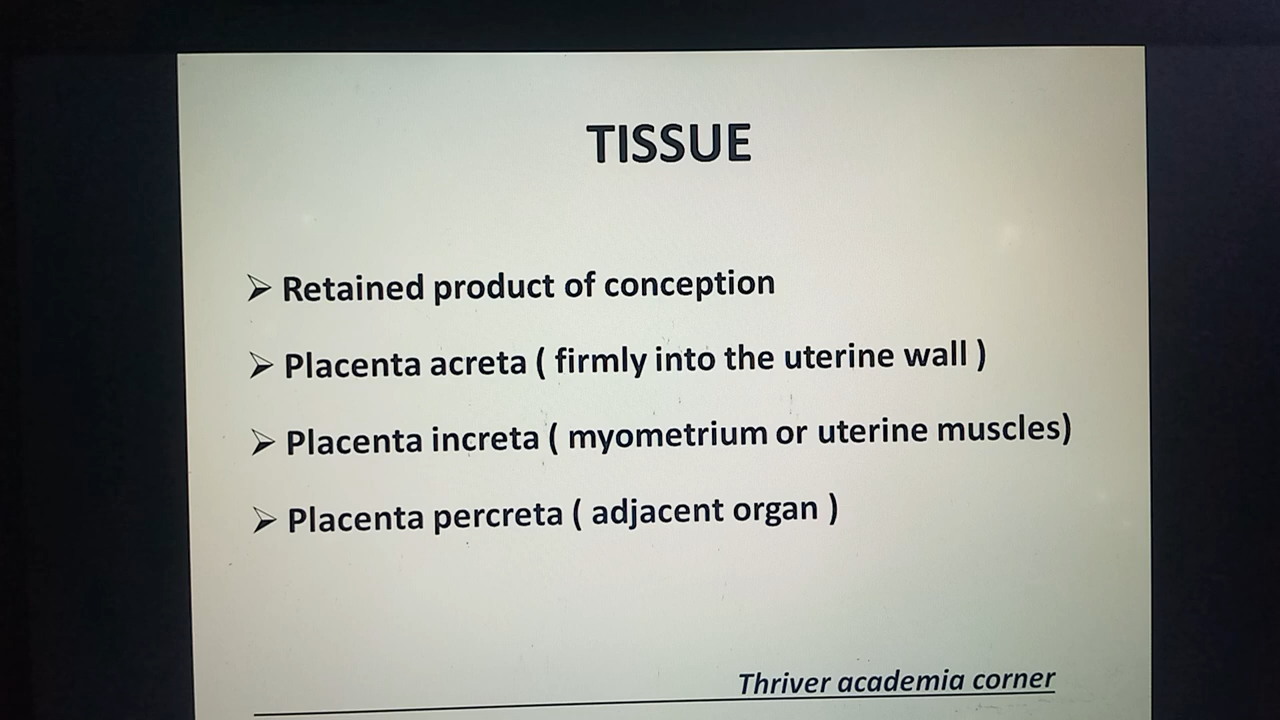 TISSUE
➢ Retained product of conception
➢ Placenta acreta ( firmly into the uterine wall )
➢ Placenta increta ( myometrium or uterine muscles)
➢ Placenta percreta ( adjacent organ )
Thriver academia corner